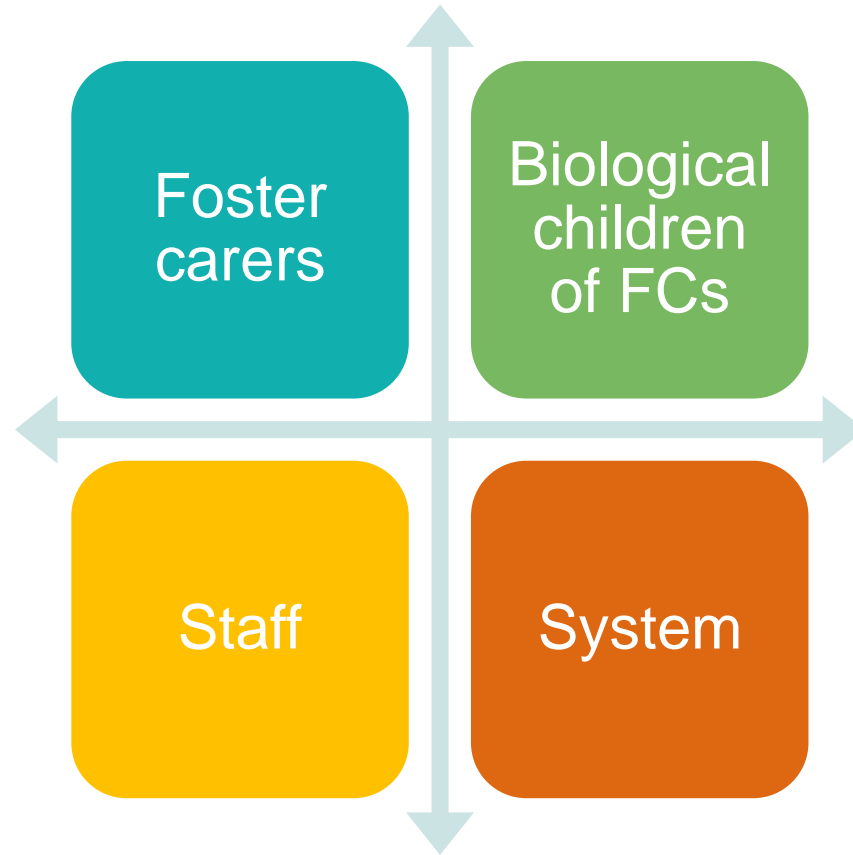 Foster
carers
Biological
children
of FCs
Staff
System